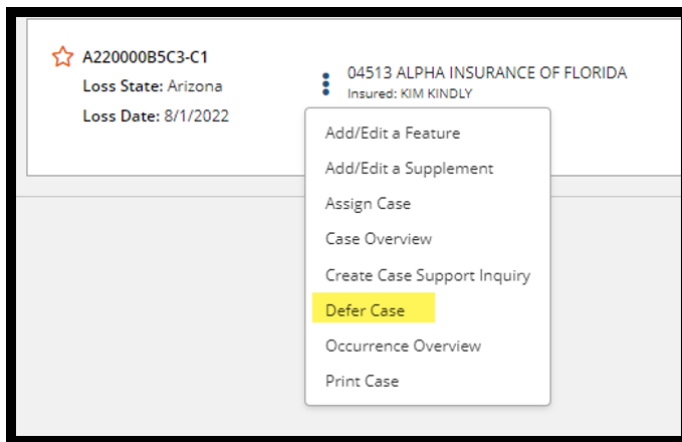 A220000B5C3-C1
Loss State: Arizona
Loss Date: 8/1/2022
04513 ALPHA INSURANCE OF FLORIDA
Insured: KIM KINDLY
Add/Edit a Feature
Add/Edit a Supplement
Assign Case
Case Overview
Create Case Support Inquiry
Defer Case
Occurrence Overview
Print Case